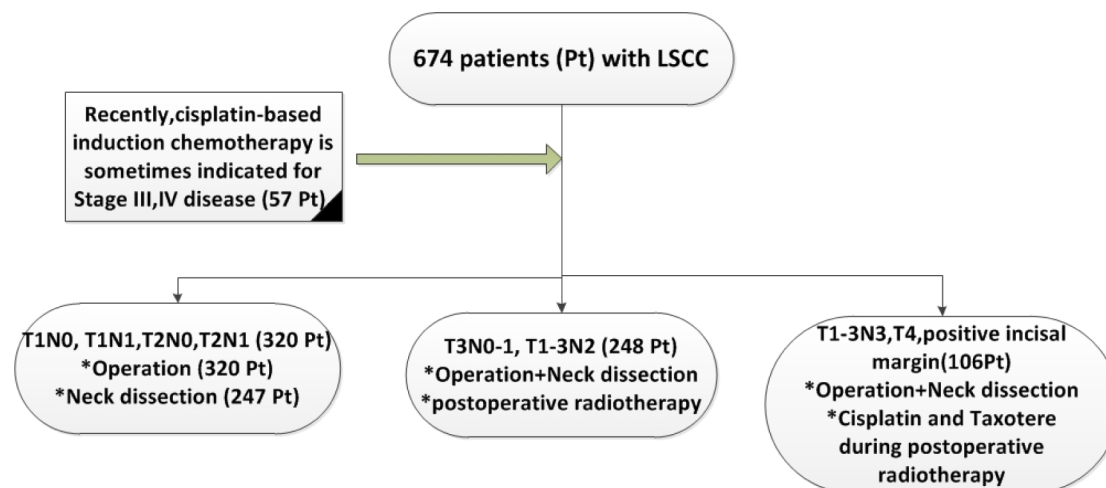 674 patients (Pt) with LSCC
Recently,cisplatin-based
induction chemotherapy is
sometimes indicated for
Stage III,IV disease (57 Pt)
T1N0, T1N1,T2N0,T2N1 (320 Pt)
*Operation (320 Pt)
*Neck dissection (247 Pt)
T3N0-1, T1-3N2 (248 Pt)
*Operation+Neck dissection
*postoperative radiotherapy
T1-3N3,T4,positive incisal
margin(106Pt)
*Operation+Neck dissection
*Cisplatin and Taxotere
during postoperative
radiotherapy